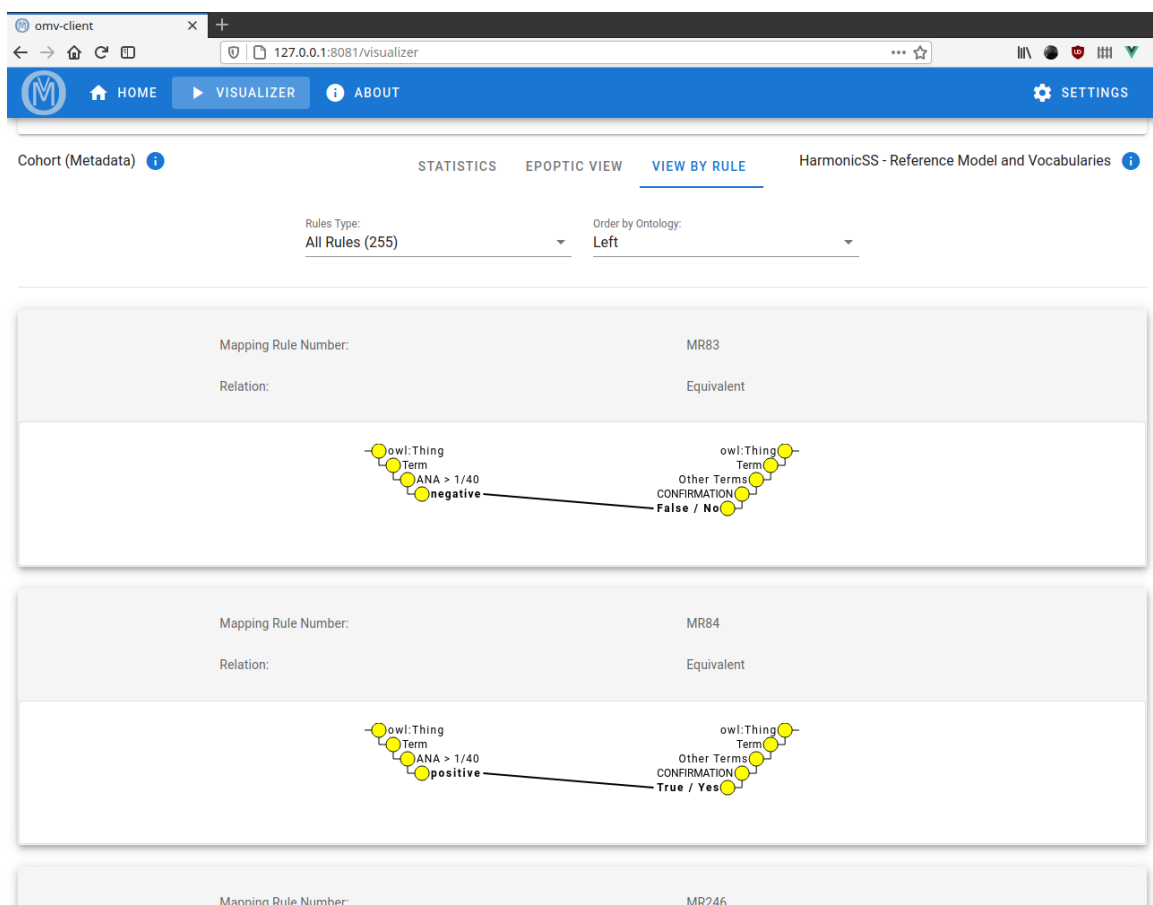 omv-client
127.0.0.1:8081/visualizer
M HOME VISUALIZER ABOUT SETTINGS
Cohort (Metadata) STATISTICS EPOPTIC VIEW VIEW BY RULE HarmonicSS - Reference Model and Vocabularies
Rules Type: Order by Ontology:
All Rules (255) Left
Mapping Rule Number: MR83
Relation: Equivalent
owl:Thing owl:Thing
Term Term
ANA > 1/40 Other Terms
negative CONFIRMATION
False / No
Mapping Rule Number: MR84
Relation: Equivalent
owl:Thing owl:Thing
Term Term
ANA > 1/40 Other Terms
positive CONFIRMATION
True / Yes
Mapping Rule Number: MR246